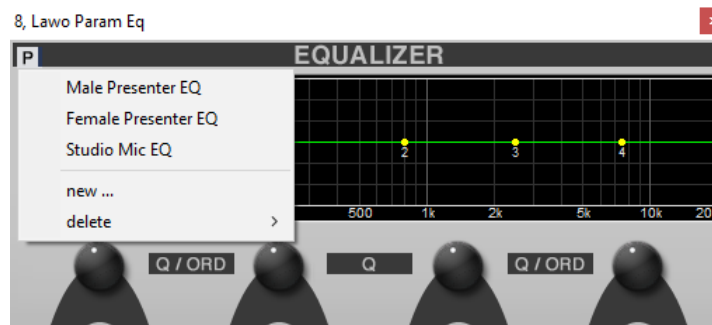 8, Lawo Param Eq
P EQUALIZER
Male Presenter EQ
Female Presenter EQ
Studio Mic EQ
new ...
delete
2 3 4
500 1k 2k 5k 10k 20
Q / ORD Q Q / ORD